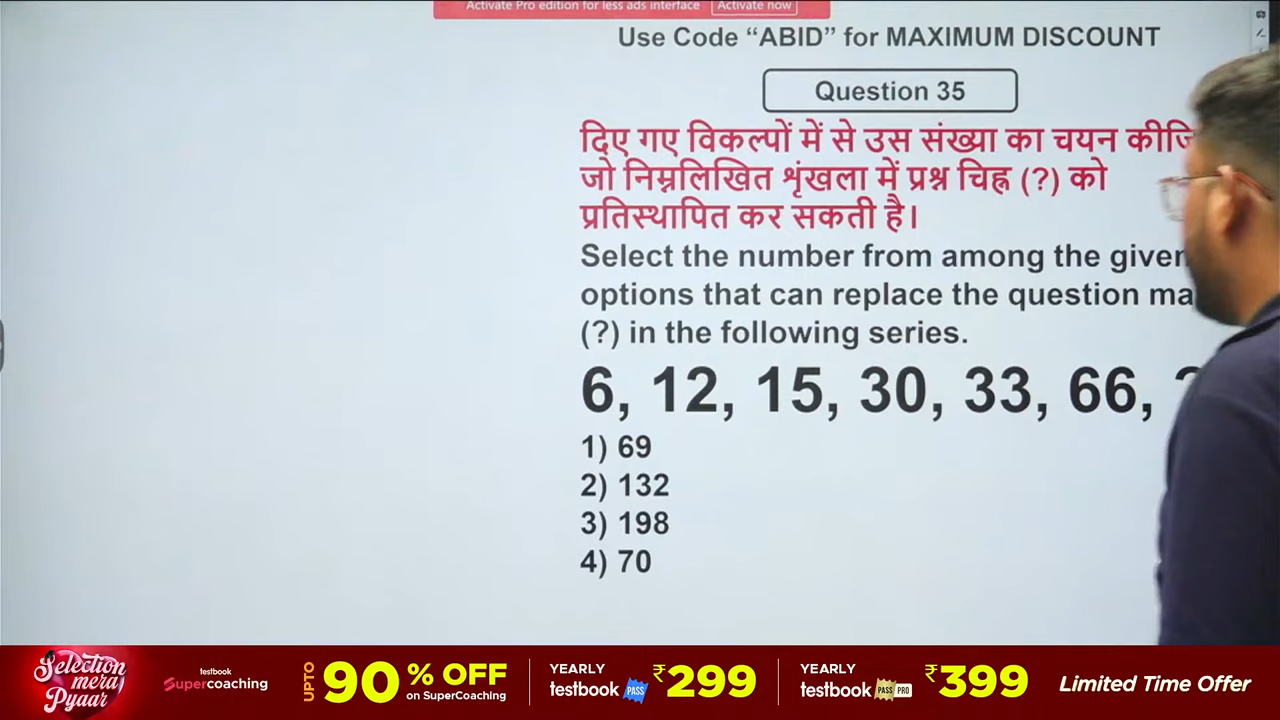 Activate Pro edition for less ads interface Activate now
Use Code “ABID” for MAXIMUM DISCOUNT
Question 35
दिए गए विकल्पों में से उस संख्या का चयन
जो निम्नलिखित शृंखला में प्रश्न चिह्न (?) को
प्रतिस्थापित कर सकती है।
Select the number from among the given
options that can replace the question
(?) in the following series.
6, 12, 15, 30, 33, 66, ?
1) 69
2) 132
3) 198
4) 70
Selection mera Pyaar
testbook
Supercoaching
UPTO 90% OFF
on SuperCoaching
YEARLY
testbook PASS
₹299
YEARLY
testbook PASS PRO
₹399
Limited Time Offer